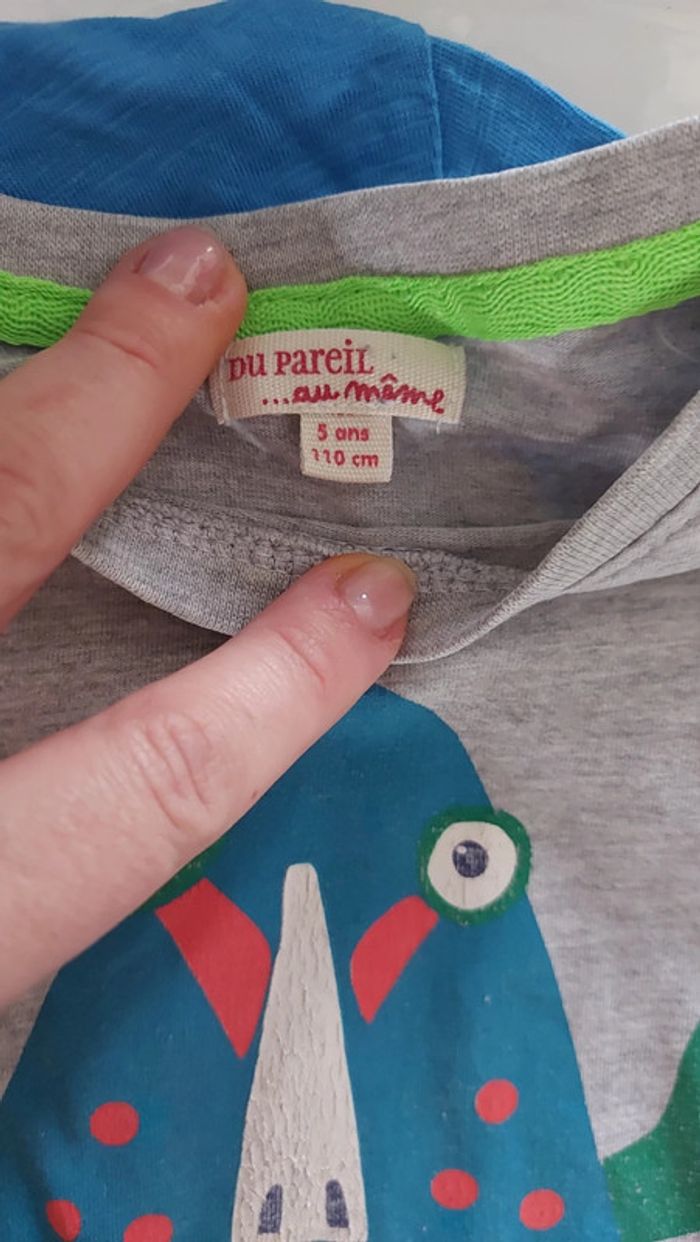 DU PAREIL
...au même
5 ans
110 cm